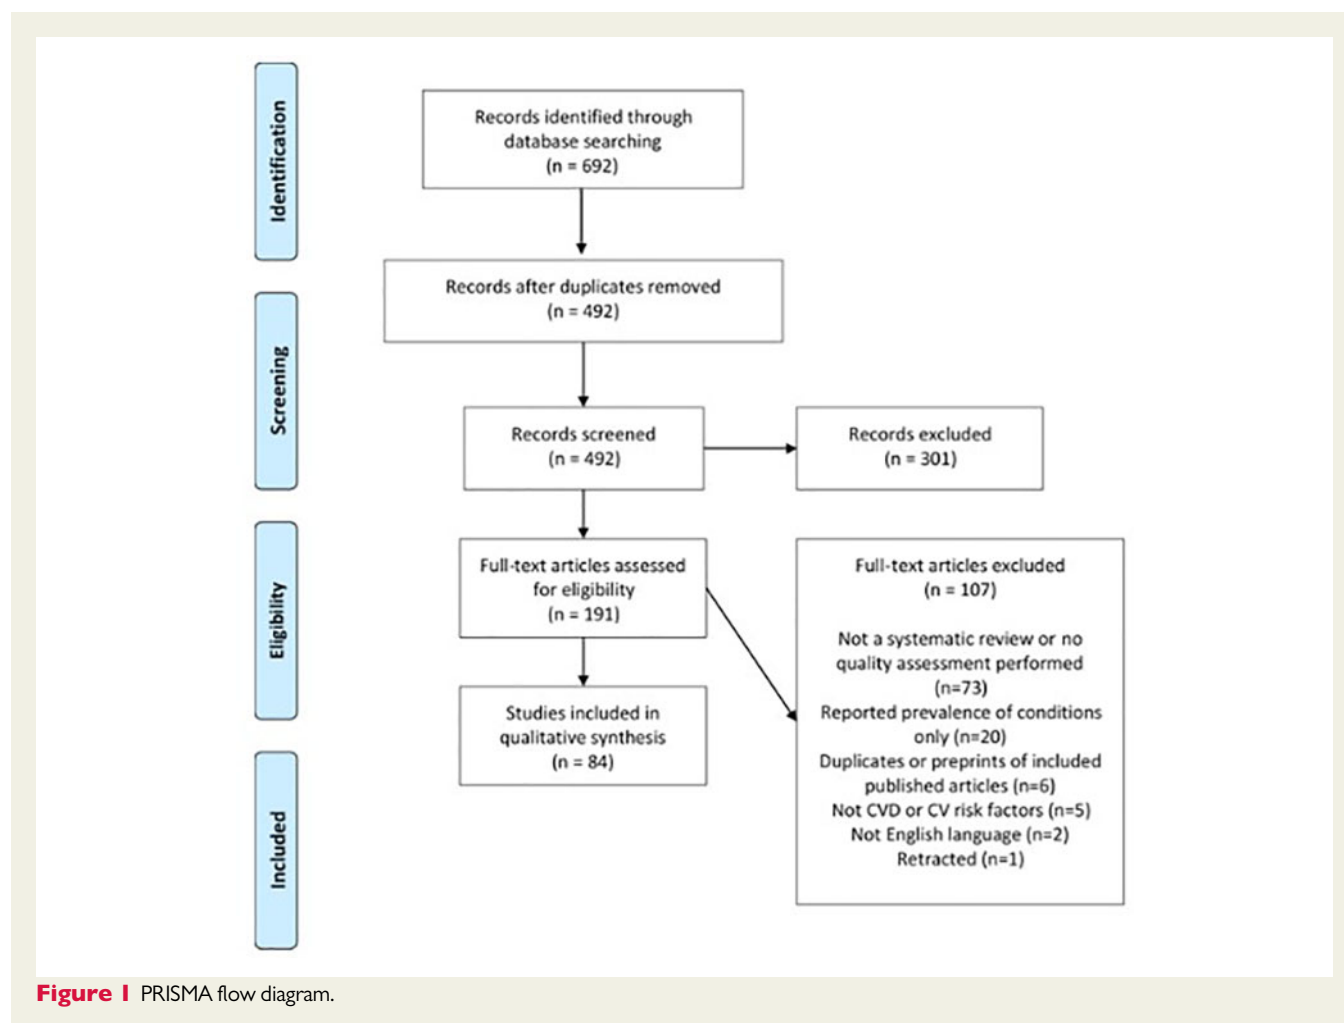 Identification
Records identified through
database searching
(n = 692)
Records after duplicates removed
(n = 492)
Screening
Records screened
(n = 492)
Records excluded
(n = 301)
Eligibility
Full-text articles assessed
for eligibility
(n = 191)
Full-text articles excluded
(n = 107)
Not a systematic review or no
quality assessment performed
(n=73)
Reported prevalence of conditions
only (n=20)
Duplicates or preprints of included
published articles (n=6)
Not CVD or CV risk factors (n=5)
Not English language (n=2)
Retracted (n=1)
Studies included in
qualitative synthesis
(n = 84)
Included
Figure 1 PRISMA flow diagram.